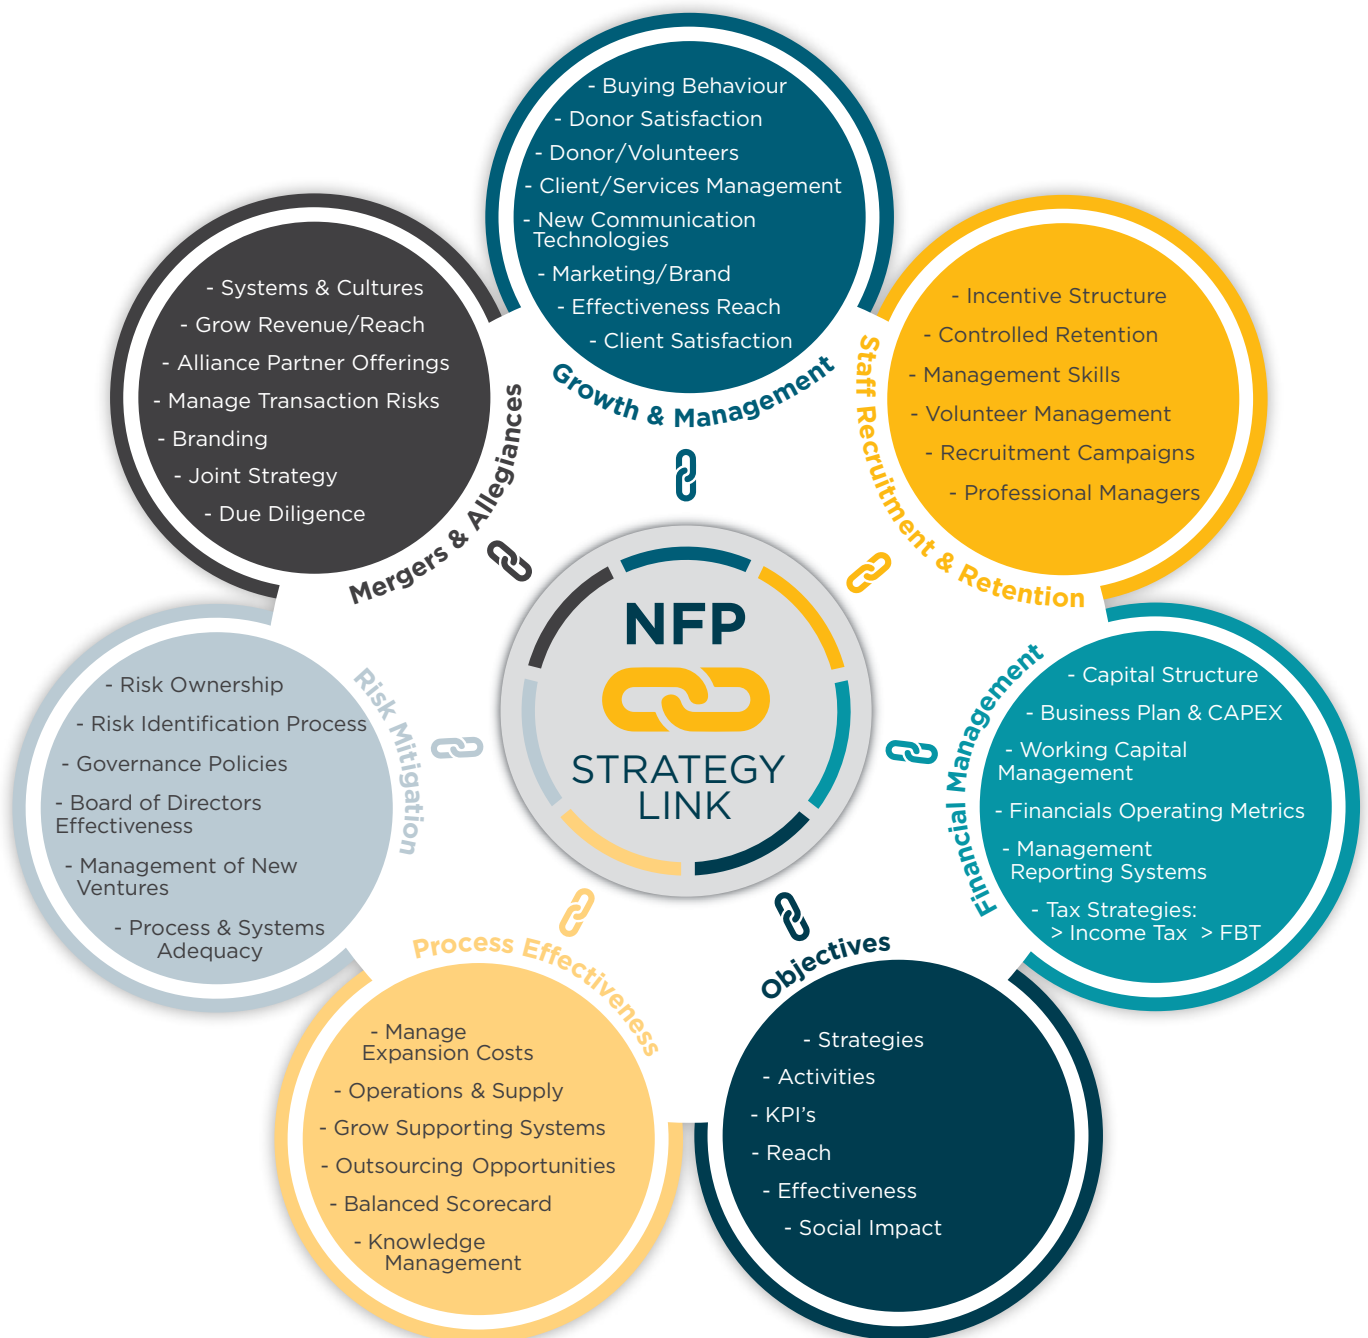 - Buying Behaviour
- Donor Satisfaction
- Donor/Volunteers
- Client/Services Management
- New Communication
Technologies
- Marketing/Brand
- Effectiveness Reach
- Client Satisfaction
Growth & Management
- Incentive Structure
- Controlled Retention
- Management Skills
- Volunteer Management
- Recruitment Campaigns
- Professional Managers
Staff Recruitment & Retention
- Capital Structure
- Business Plan & CAPEX
- Working Capital
Management
- Financials Operating Metrics
- Management
Reporting Systems
- Tax Strategies:
> Income Tax > FBT
Financial Management
Objectives
- Strategies
- Activities
- KPI's
- Reach
- Effectiveness
- Social Impact
Process Effectiveness
- Manage
Expansion Costs
- Operations & Supply
- Grow Supporting Systems
- Outsourcing Opportunities
- Balanced Scorecard
- Knowledge
Management
Risk Mitigation
- Risk Ownership
- Risk Identification Process
- Governance Policies
- Board of Directors
Effectiveness
- Management of New
Ventures
- Process & Systems
Adequacy
- Systems & Cultures
- Grow Revenue/Reach
- Alliance Partner Offerings
- Manage Transaction Risks
- Branding
- Joint Strategy
- Due Diligence
Mergers & Allegiances
NFP
STRATEGY
LINK